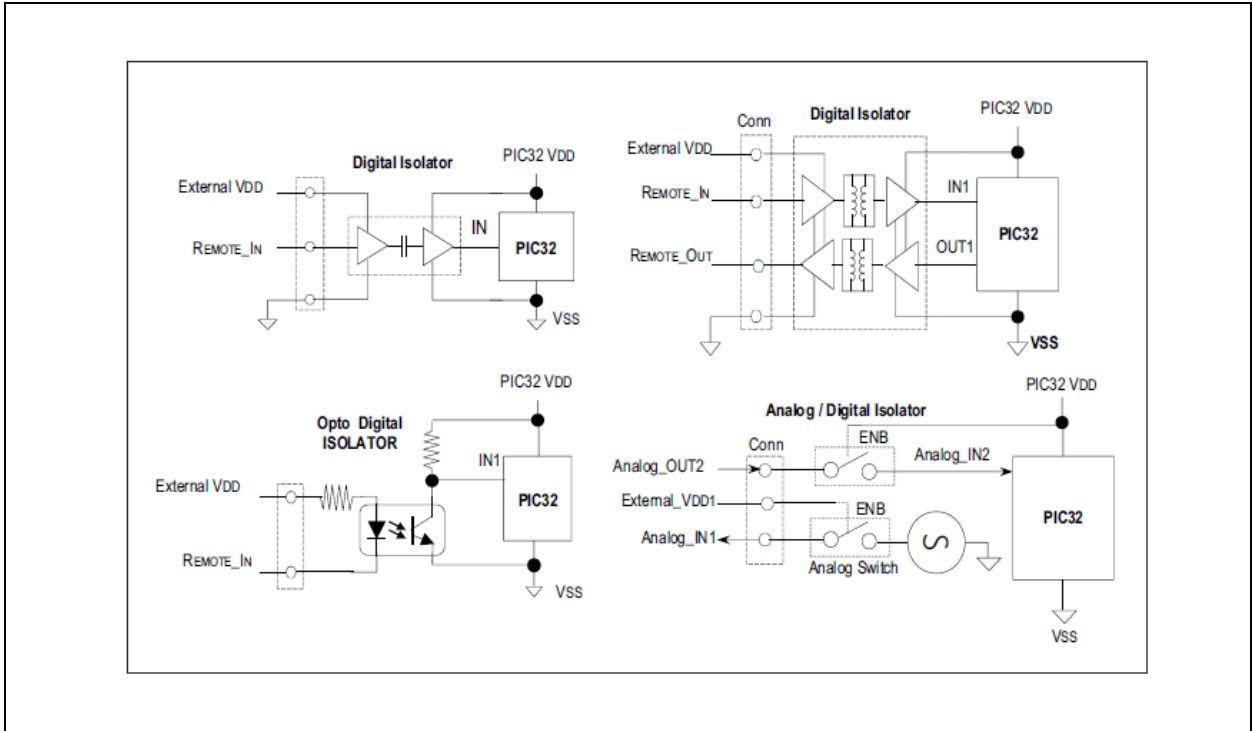 Digital Isolator
PIC32 VDD
External VDD
REMOTE_IN
IN
PIC32
VSS
Digital Isolator
PIC32 VDD
Conn
External VDD
REMOTE_IN
IN1
REMOTE_OUT
OUT1
PIC32
VSS
PIC32 VDD
Opto Digital
ISOLATOR
IN1
External VDD
PIC32
REMOTE_IN
VSS
PIC32 VDD
Analog / Digital Isolator
Conn
ENB
Analog_OUT2
Analog_IN2
External_VDD1
ENB
Analog_IN1
PIC32
Analog Switch
VSS